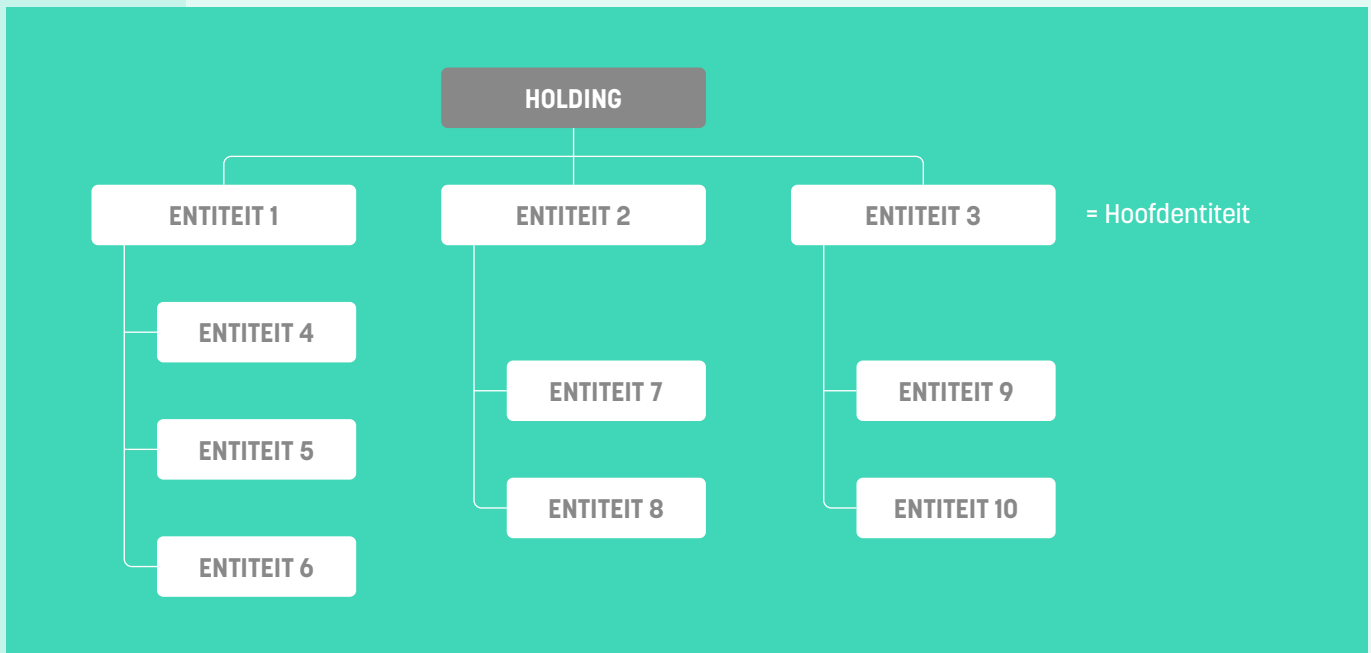 HOLDING
ENTITEIT 1
ENTITEIT 2
ENTITEIT 3
= Hoofdentiteit
ENTITEIT 4
ENTITEIT 5
ENTITEIT 6
ENTITEIT 7
ENTITEIT 8
ENTITEIT 9
ENTITEIT 10